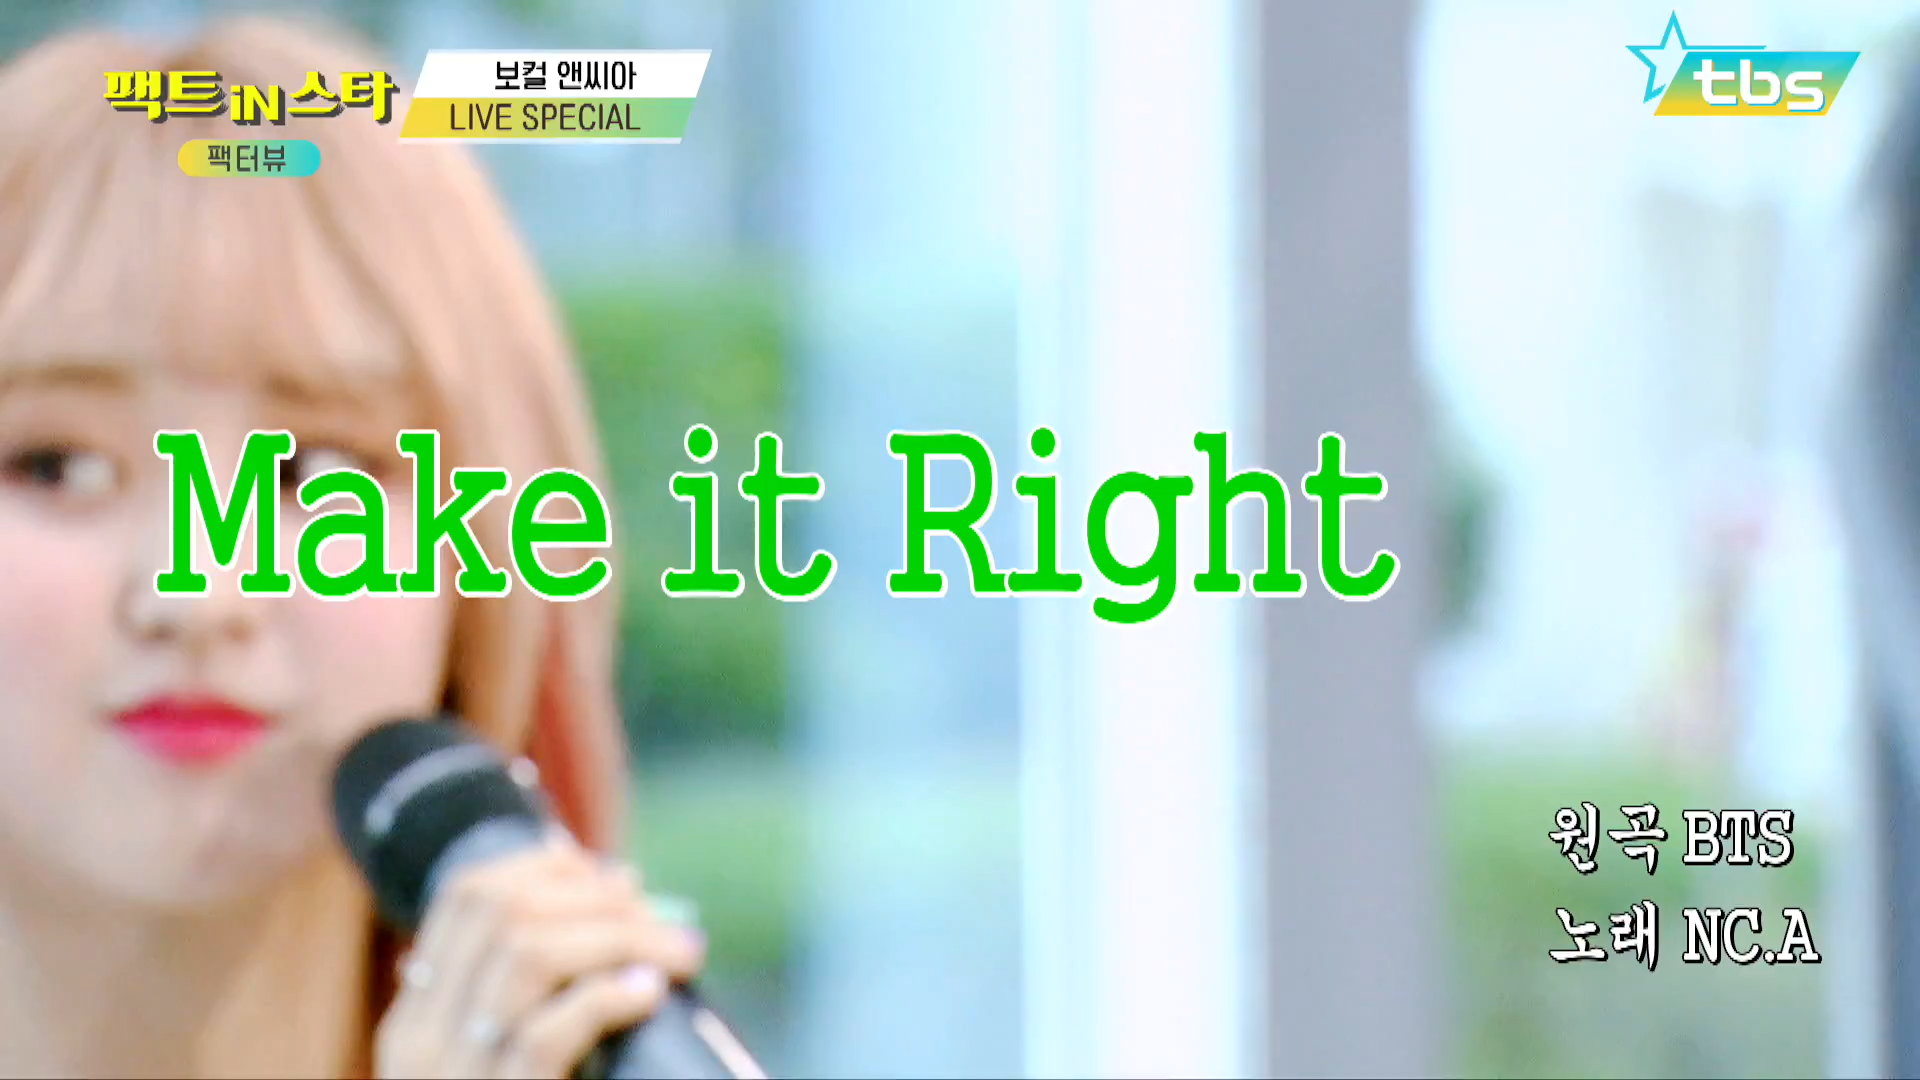 팩트iN스타
팩터뷰
보컬 앤씨아
LIVE SPECIAL
tbs
Make it Right
원곡 BTS
노래 NC.A